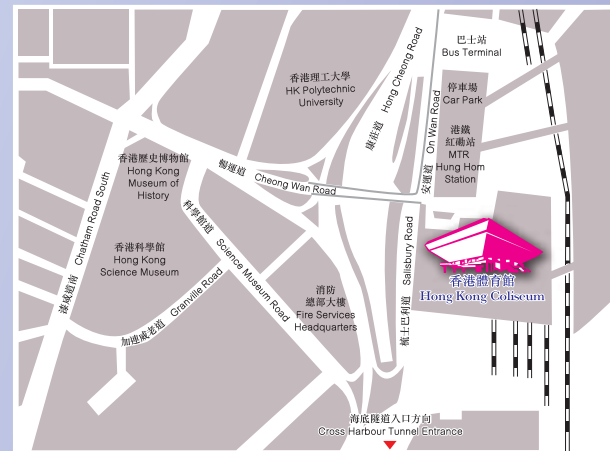 巴士站
Bus Terminal
香港理工大學
HK Polytechnic
University
康莊道 Hong Cheong Road
停車場
Car Park
安運道 On Wan Road
港鐵
紅磡站
MTR
Hung Hom
Station
香港歷史博物館
Hong Kong
Museum of
History
暢運道 Cheong Wan Road
科學館道 Science Museum Road
漆咸道南 Chatham Road South
香港科學館
Hong Kong
Science Museum
加連威老道 Granville Road
消防
總部大樓
Fire Services
Headquarters
梳士巴利道 Salisbury Road
香港體育館
Hong Kong Coliseum
海底隧道入口方向
Cross Harbour Tunnel Entrance